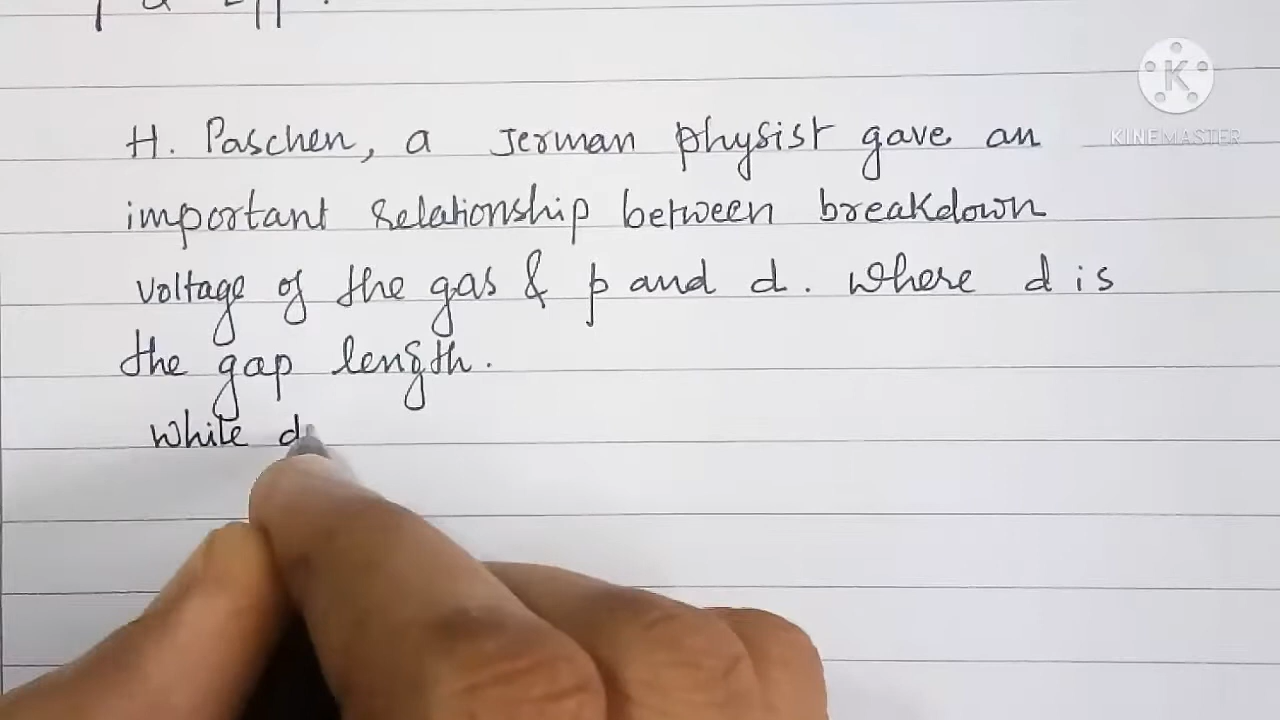 K
KINEMASTER
H. Paschen, a Jerman physist gave an
important relationship between breakdown
voltage of the gas & p and d. where d is
the gap length.
while d